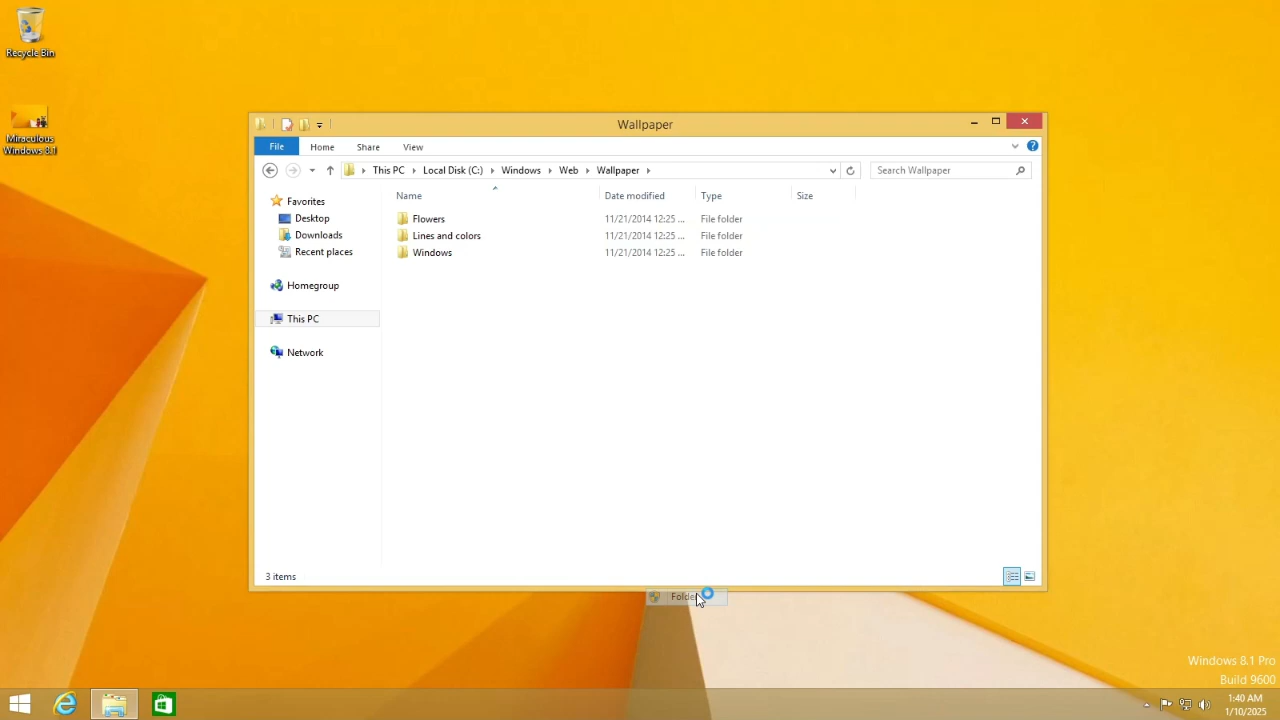 Recycle Bin
Miraculous
Windows 8.1
Wallpaper
File Home Share View
This PC Local Disk (C:) Windows Web Wallpaper
Search Wallpaper
Name Date modified Type Size
Favorites
Desktop
Downloads
Recent places
Homegroup
This PC
Network
Flowers 11/21/2014 12:25 ... File folder
Lines and colors 11/21/2014 12:25 ... File folder
Windows 11/21/2014 12:25 ... File folder
3 items
Folder
Windows 8.1 Pro
Build 9600
1:40 AM
1/10/2025